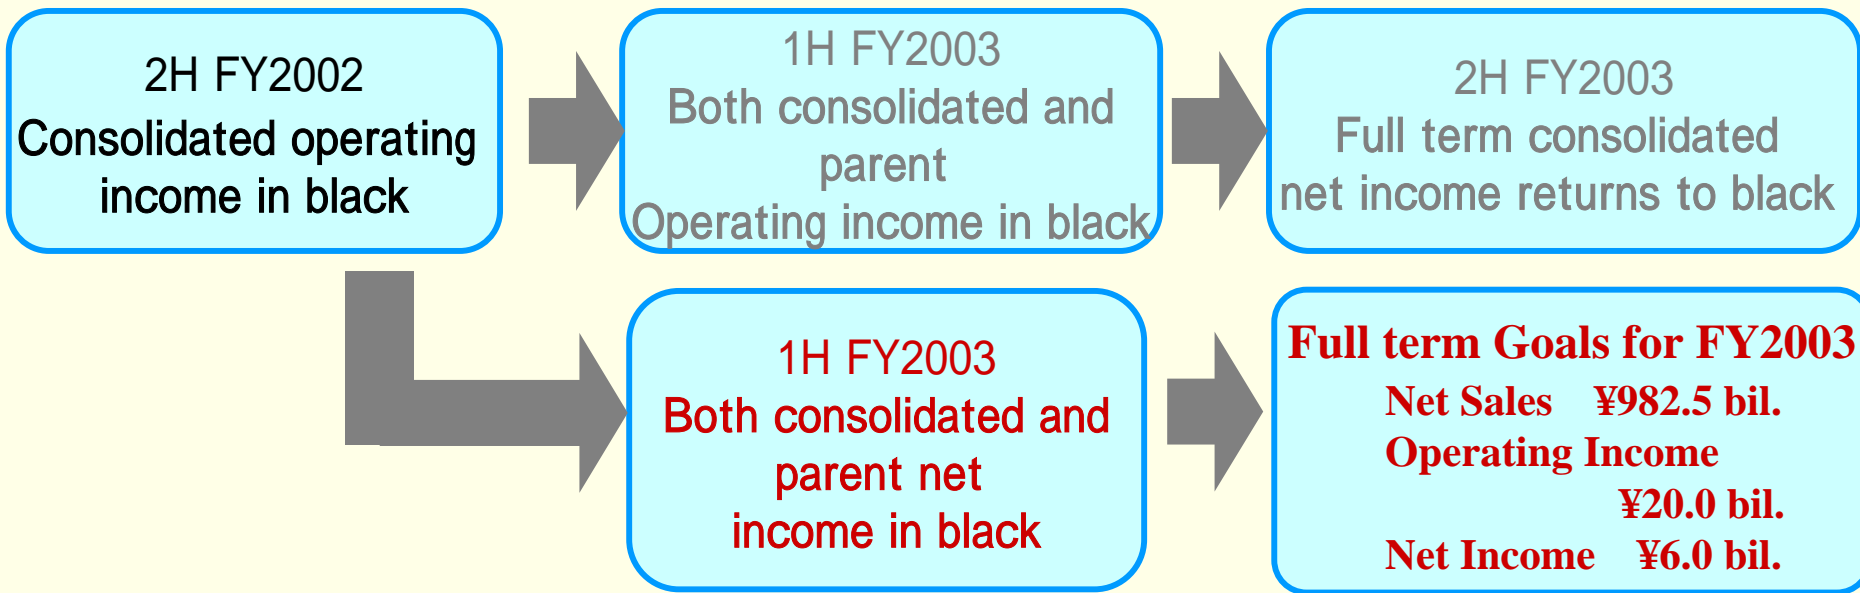 2H FY2002
Consolidated operating
income in black
1H FY2003
Both consolidated and
parent
Operating income in black
2H FY2003
Full term consolidated
net income returns to black
1H FY2003
Both consolidated and
parent net
income in black
Full term Goals for FY2003
Net Sales ¥982.5 bil.
Operating Income
¥20.0 bil.
Net Income ¥6.0 bil.